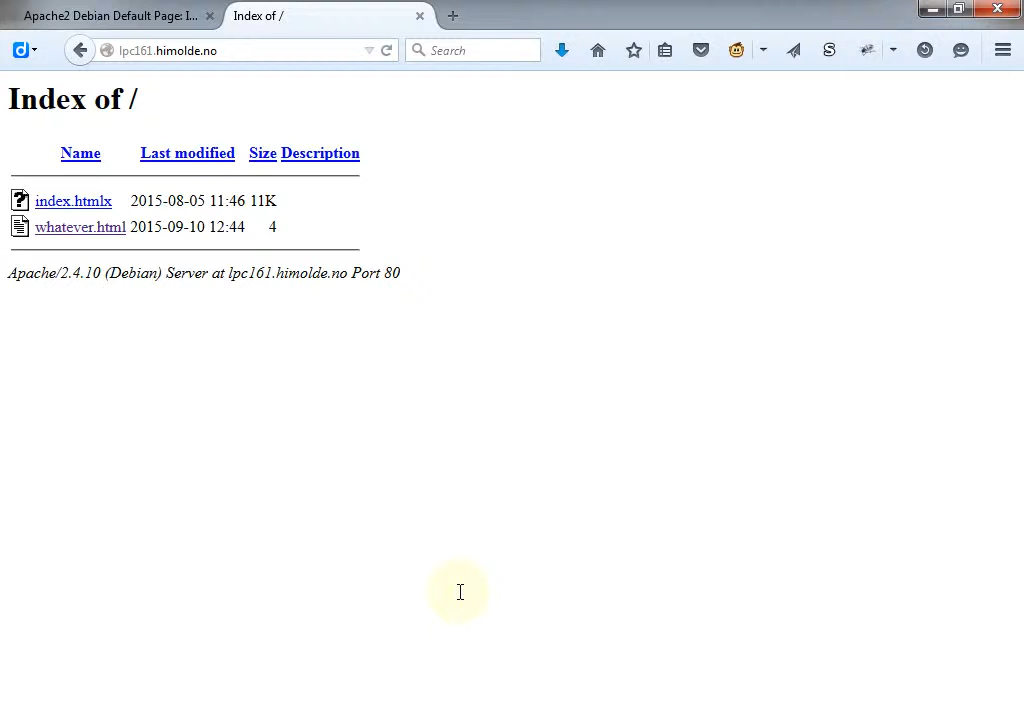 Apache2 Debian Default Page: I...
Index of /
lpc161.himolde.no
Search
Index of /
Name Last modified Size Description
index.htmlx 2015-08-05 11:46 11K
whatever.html 2015-09-10 12:44 4
Apache/2.4.10 (Debian) Server at lpc161.himolde.no Port 80